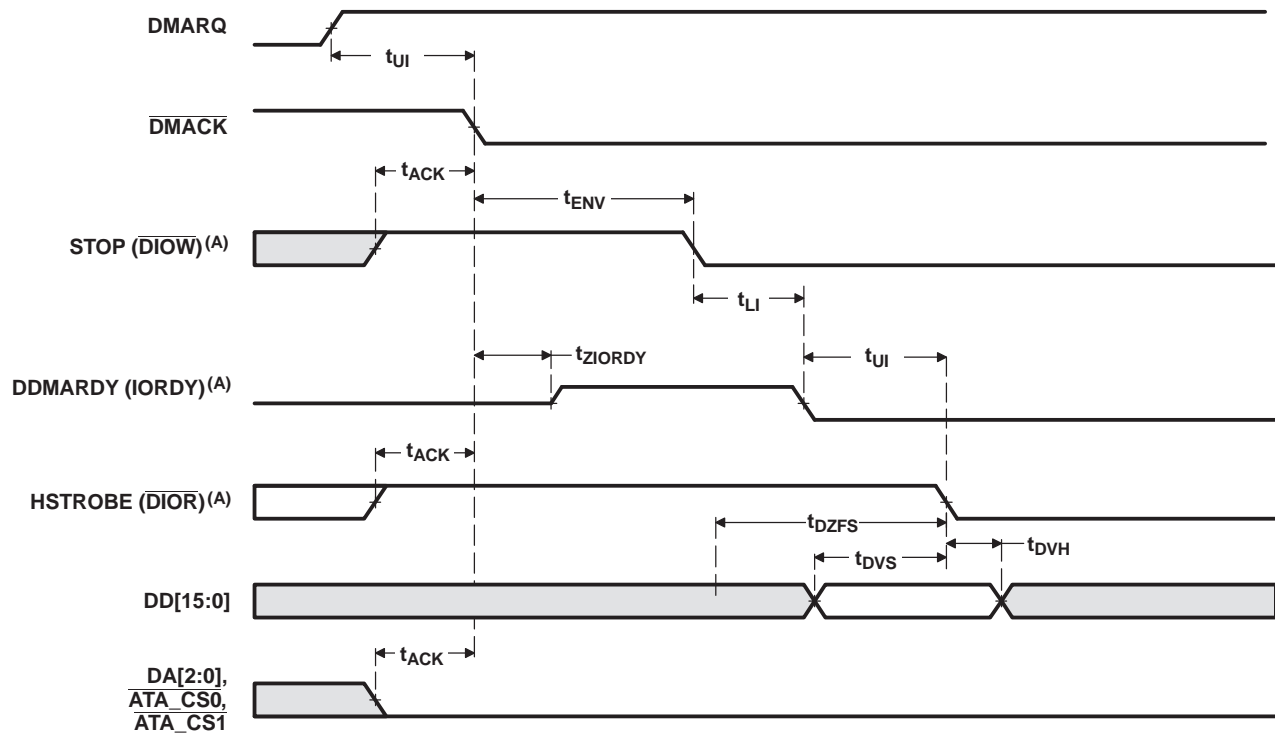 DMARQ
tUI
DMACK
tACK
tENV
STOP (DIOW)(A)
tLI
tZIORDY
tUI
DDMARDY (IORDY)(A)
tACK
HSTROBE (DIOR)(A)
tDZFS
tDVH
tDVS
DD[15:0]
tACK
DA[2:0],
ATA_CS0,
ATA_CS1